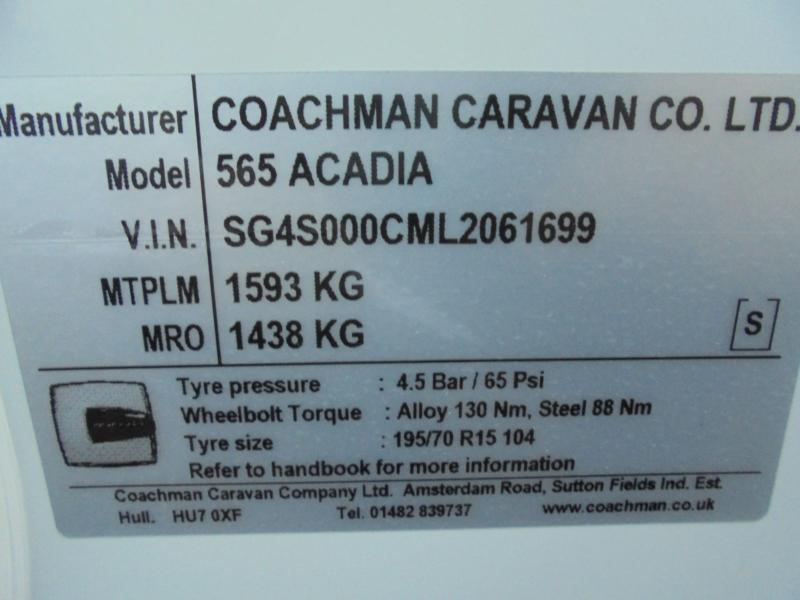 Manufacturer COACHMAN CARAVAN CO. LTD.
Model 565 ACADIA
V.I.N. SG4S000CML2061699
MTPLM 1593 KG
MRO 1438 KG [S]
Tyre pressure : 4.5 Bar / 65 Psi
Wheelbolt Torque : Alloy 130 Nm, Steel 88 Nm
Tyre size : 195/70 R15 104
Refer to handbook for more information
Coachman Caravan Company Ltd. Amsterdam Road, Sutton Fields Ind. Est.
Hull. HU7 0XF Tel. 01482 839737 www.coachman.co.uk